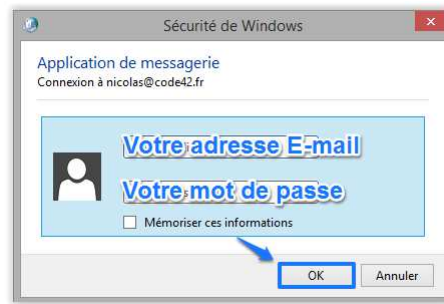 Sécurité de Windows
Application de messagerie
Connexion à nicolas@code42.fr
Votre adresse E-mail
Votre mot de passe
Mémoriser ces informations
OK
Annuler